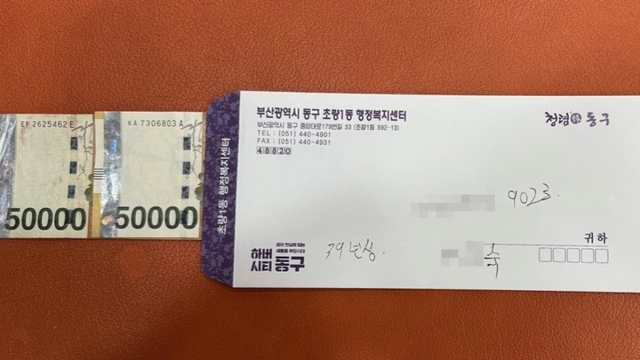 EF 2625462 E
50000
KA 7306803 A
50000
초량1동 행정복지센터
부산광역시 동구 초량1동 행정복지센터
부산광역시 동구 중앙대로179번길 33 (초량1동 592-13)
TEL : (051) 440-4901
FAX : (051) 440-4931
48820
청렴 동구
9023.
귀하
39년생.
숙
하버
시티 동구